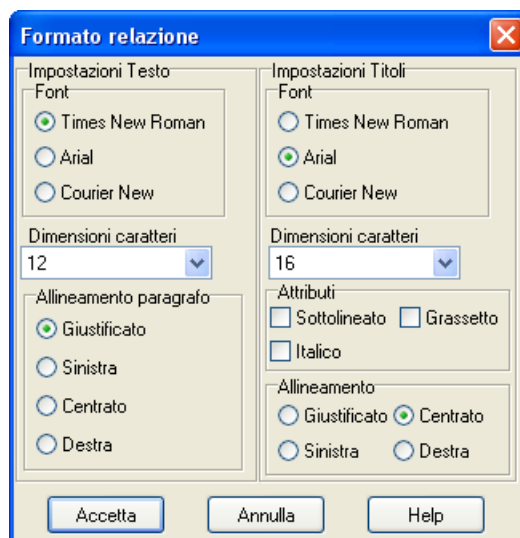 Formato relazione
Impostazioni Testo
Font
Times New Roman
Arial
Courier New
Dimensioni caratteri
12
Allineamento paragrafo
Giustificato
Sinistra
Centrato
Destra
Impostazioni Titoli
Font
Times New Roman
Arial
Courier New
Dimensioni caratteri
16
Attributi
Sottolineato Grassetto
Italico
Allineamento
Giustificato Centrato
Sinistra Destra
Accetta Annulla Help